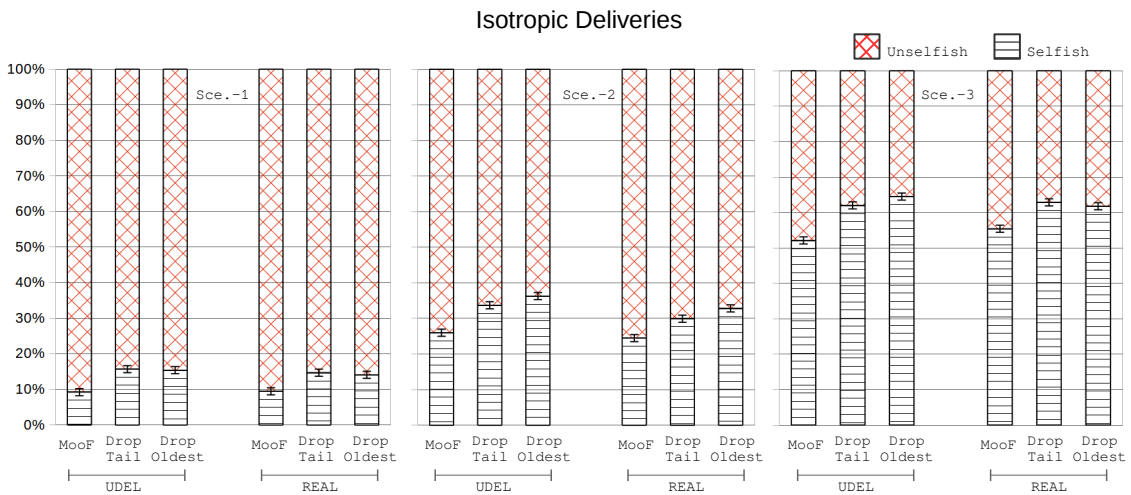 Isotropic Deliveries
Unselfish
Selfish
100%
90%
80%
70%
60%
50%
40%
30%
20%
10%
0%
Sce.-1
Sce.-2
Sce.-3
MooF
Drop
Tail
Drop
Oldest
MooF
Drop
Tail
Drop
Oldest
MooF
Drop
Tail
Drop
Oldest
MooF
Drop
Tail
Drop
Oldest
MooF
Drop
Tail
Drop
Oldest
MooF
Drop
Tail
Drop
Oldest
UDEL
REAL
UDEL
REAL
UDEL
REAL